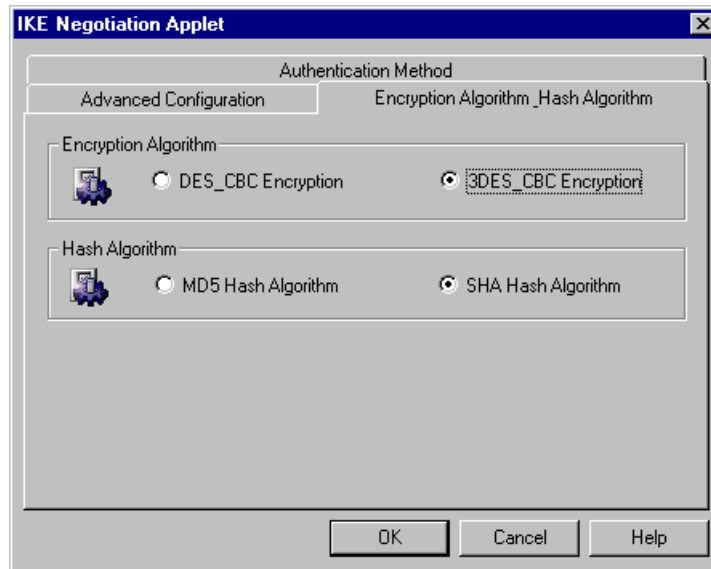 IKE Negotiation Applet
Authentication Method
Advanced Configuration
Encryption Algorithm _Hash Algorithm
Encryption Algorithm
DES_CBC Encryption
3DES_CBC Encryption
Hash Algorithm
MD5 Hash Algorithm
SHA Hash Algorithm
OK
Cancel
Help